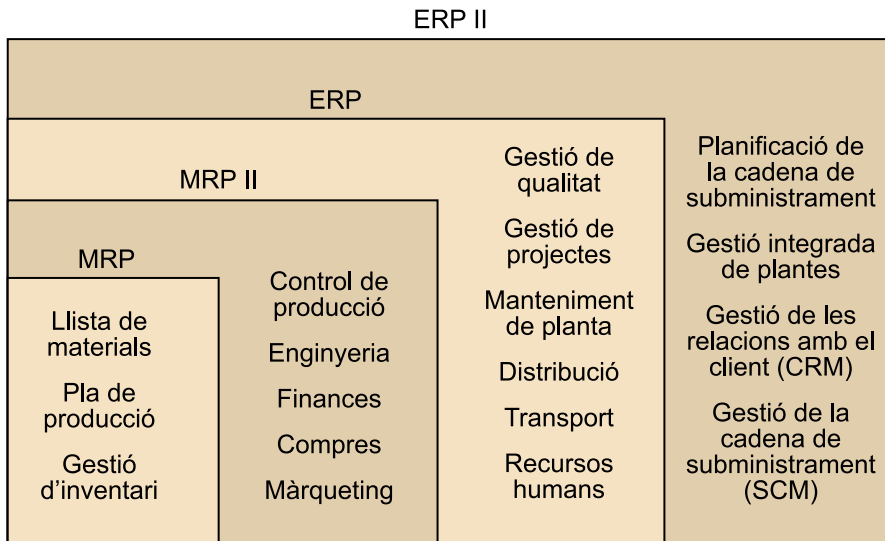 ERP II
ERP
MRP II
MRP
Llista de
materials
Pla de
producció
Gestió
d’inventari
Control de
producció
Enginyeria
Finances
Compres
Màrqueting
Gestió de
qualitat
Gestió de
projectes
Manteniment
de planta
Distribució
Transport
Recursos
humans
Planificació de
la cadena de
subministrament
Gestió integrada
de plantes
Gestió de les
relacions amb el
client (CRM)
Gestió de la
cadena de
subministrament
(SCM)